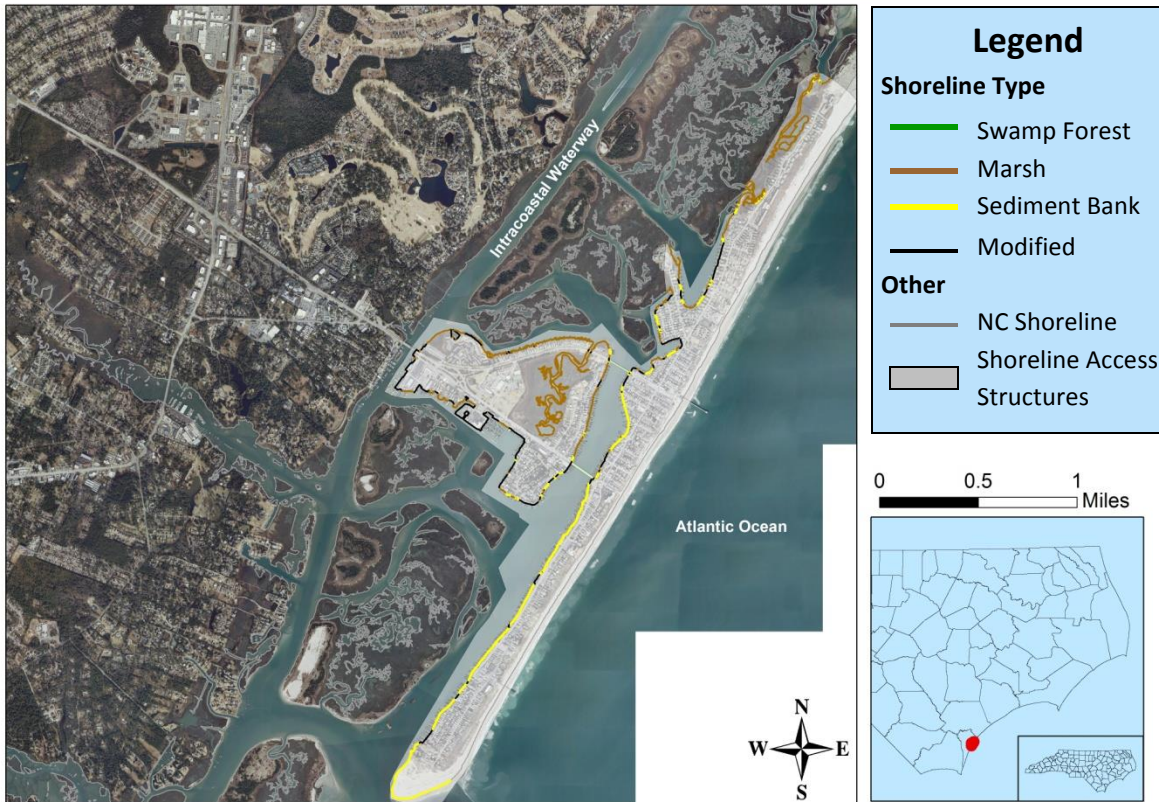 Intracoastal Waterway
Atlantic Ocean
N
W
E
S
Legend
Shoreline Type
Swamp Forest
Marsh
Sediment Bank
Modified
Other
NC Shoreline
Shoreline Access
Structures
0 0.5 1
Miles